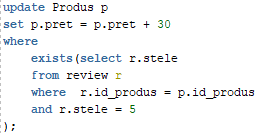 update Produs p
set p.pret = p.pret + 30
where
exists(select r.stele
from review r
where r.id_produs = p.id_produs
and r.stele = 5
);